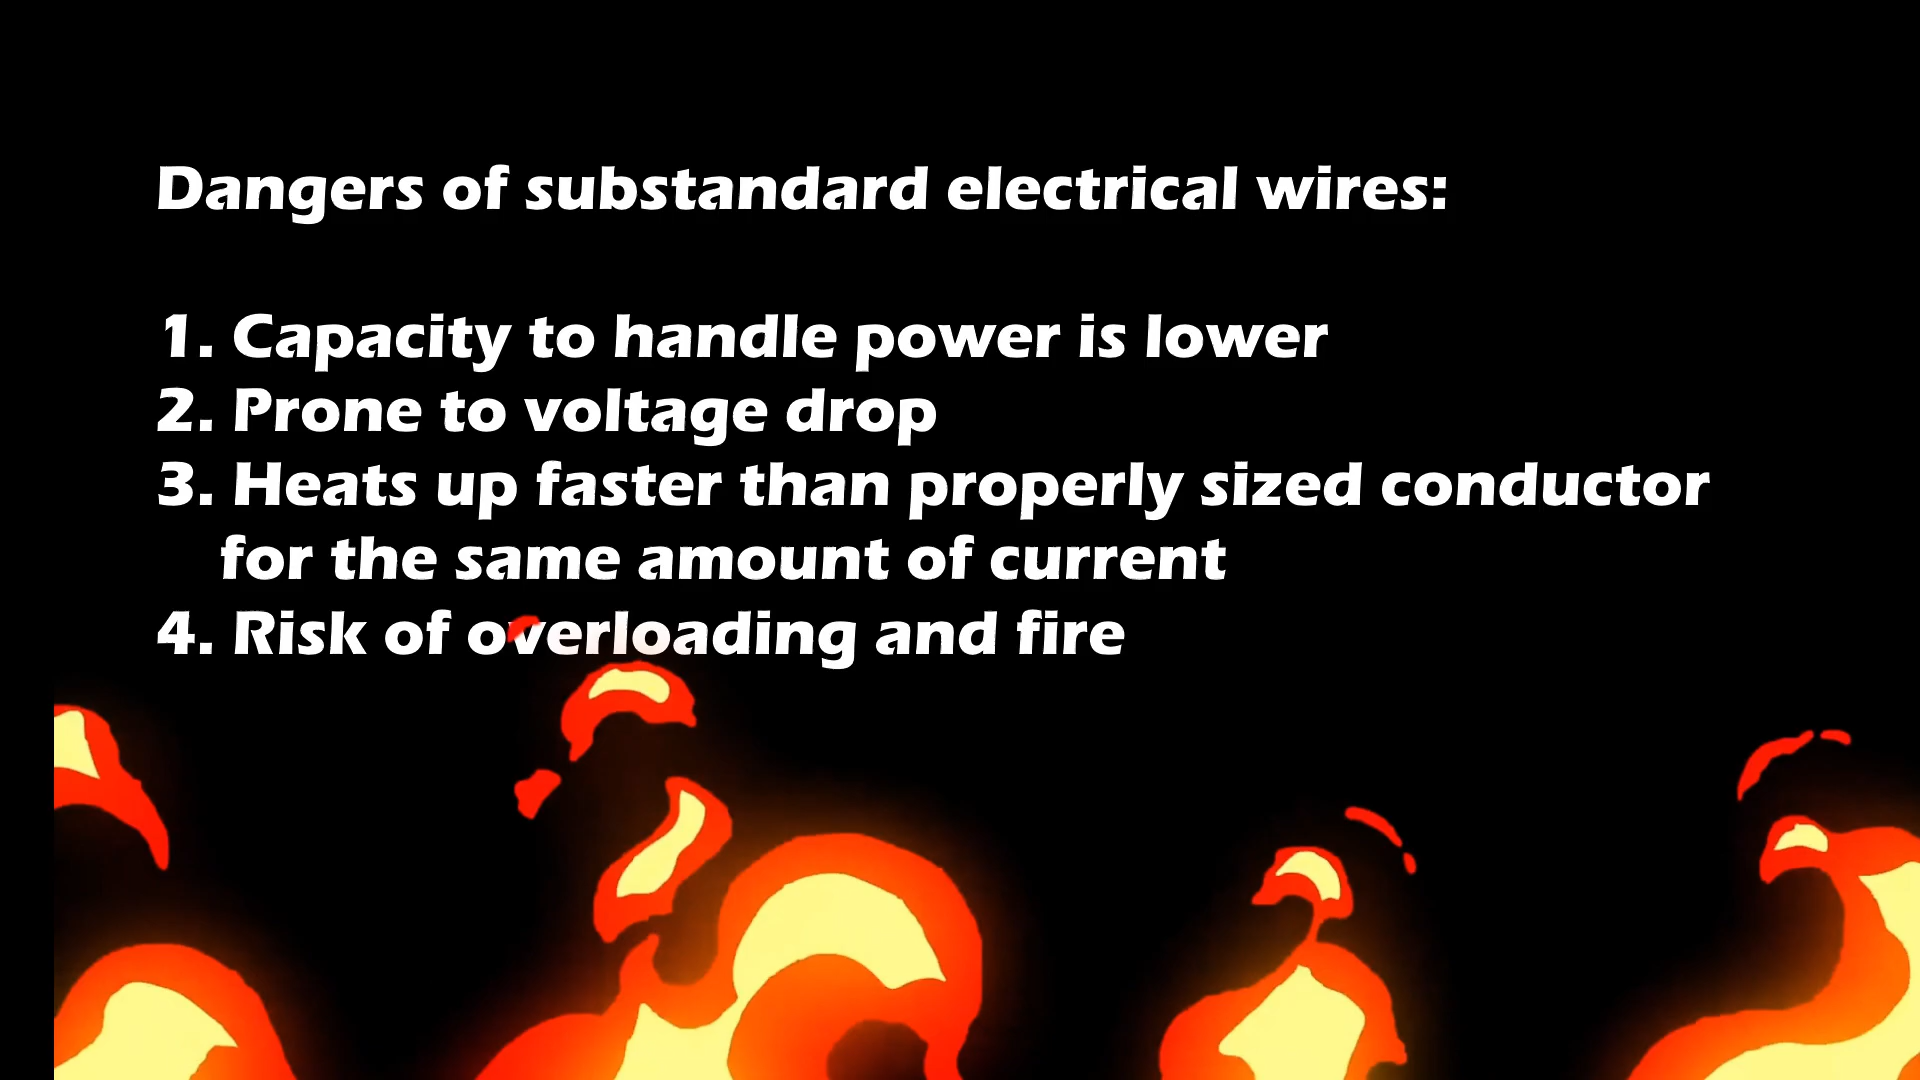 Dangers of substandard electrical wires:
1. Capacity to handle power is lower
2. Prone to voltage drop
3. Heats up faster than properly sized conductor
for the same amount of current
4. Risk of overloading and fire